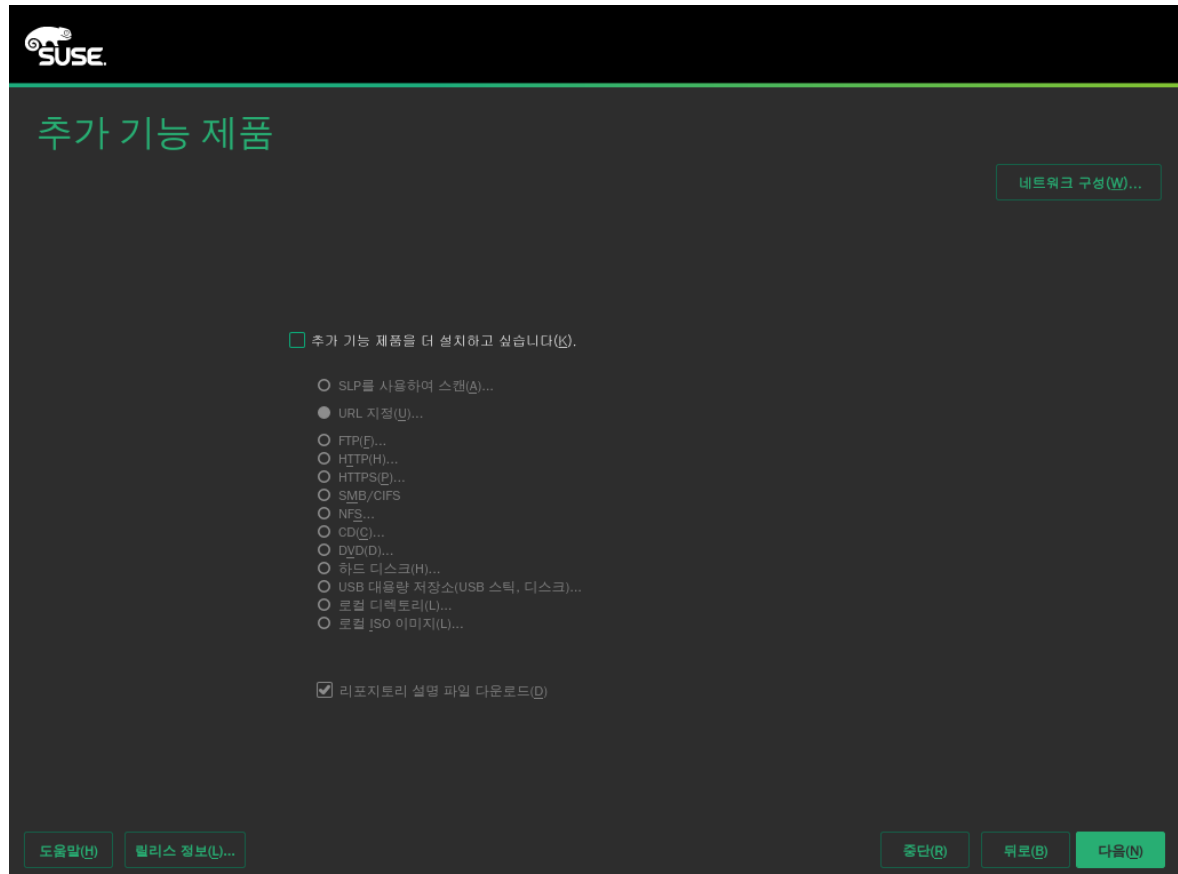 SUSE.
추가 기능 제품
네트워크 구성(W)...
추가 기능 제품을 더 설치하고 싶습니다(K).
SLP를 사용하여 스캔(A)...
URL 지정(U)...
FTP(F)...
HTTP(H)...
HTTPS(P)...
SMB/CIFS
NFS...
CD(C)...
DVD(D)...
하드 디스크(H)...
USB 대용량 저장소(USB 스틱, 디스크)...
로컬 디렉토리(L)...
로컬 ISO 이미지(L)...
리포지토리 설명 파일 다운로드(D)
도움말(H) 릴리스 정보(L)... 중단(R) 뒤로(B) 다음(N)